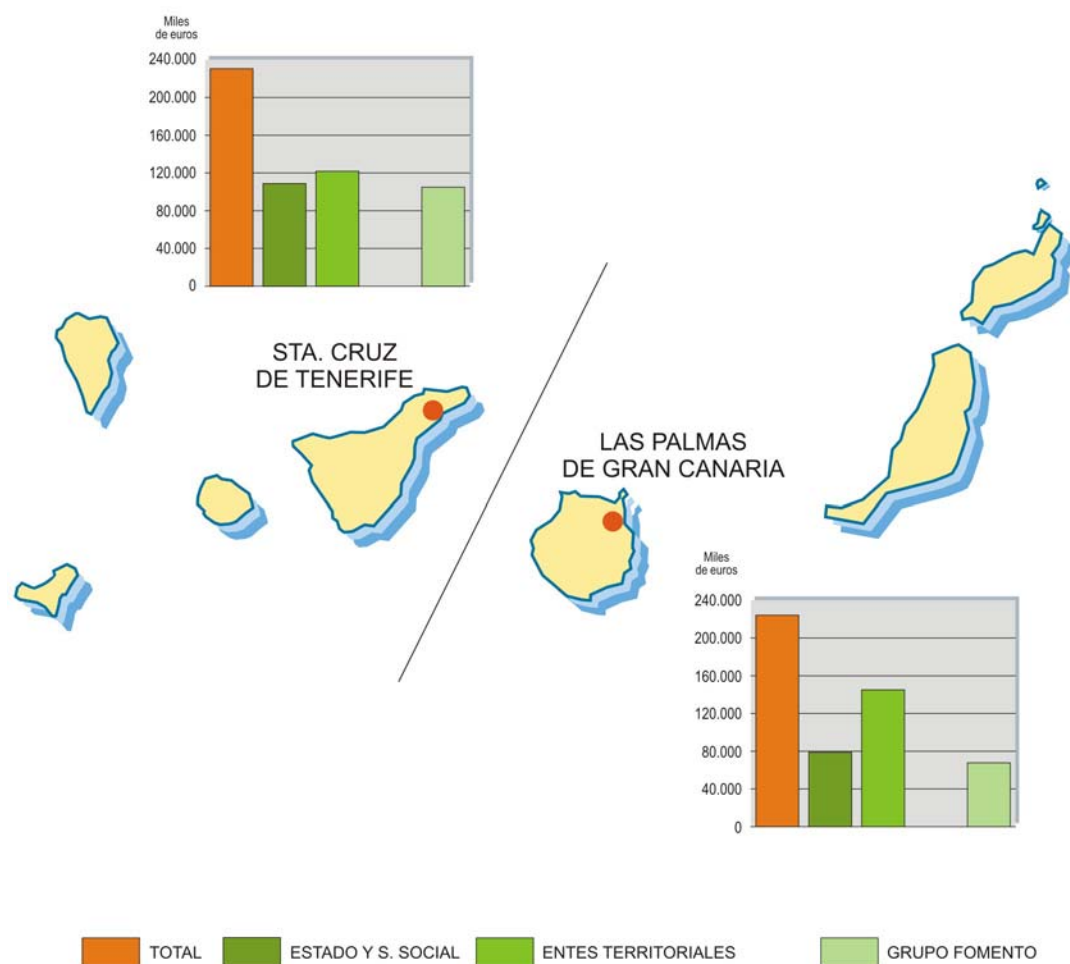 Miles
de euros
240.000
200.000
160.000
120.000
80.000
40.000
0
STA. CRUZ
DE TENERIFE
LAS PALMAS
DE GRAN CANARIA
Miles
de euros
240.000
200.000
160.000
120.000
80.000
40.000
0
TOTAL ESTADO Y S. SOCIAL ENTES TERRITORIALES GRUPO FOMENTO